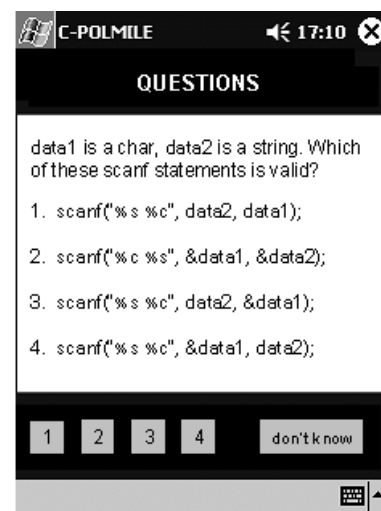 C-POLMILE 17:10
QUESTIONS
data1 is a char, data2 is a string. Which
of these scanf statements is valid?
1. scanf("%s %c", data2, data1);
2. scanf("%c %s", &data1, &data2);
3. scanf("%s %c", data2, &data1);
4. scanf("%s %c", &data1, data2);
1 2 3 4 don't know